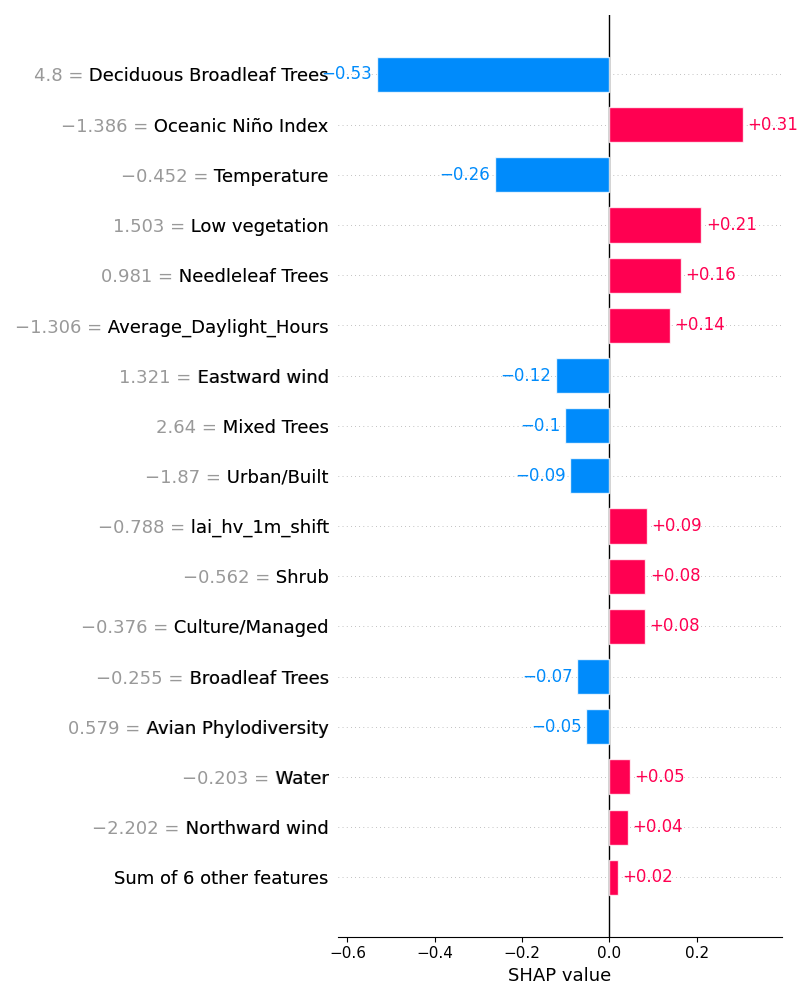 4.8 = Deciduous Broadleaf Trees −0.53
−1.386 = Oceanic Niño Index +0.31
−0.452 = Temperature −0.26
1.503 = Low vegetation +0.21
0.981 = Needleleaf Trees +0.16
−1.306 = Average_Daylight_Hours +0.14
1.321 = Eastward wind −0.12
2.64 = Mixed Trees −0.1
−1.87 = Urban/Built −0.09
−0.788 = lai_hv_1m_shift +0.09
−0.562 = Shrub +0.08
−0.376 = Culture/Managed +0.08
−0.255 = Broadleaf Trees −0.07
0.579 = Avian Phylodiversity −0.05
−0.203 = Water +0.05
−2.202 = Northward wind +0.04
Sum of 6 other features +0.02
−0.6 −0.4 −0.2 0.0 0.2
SHAP value